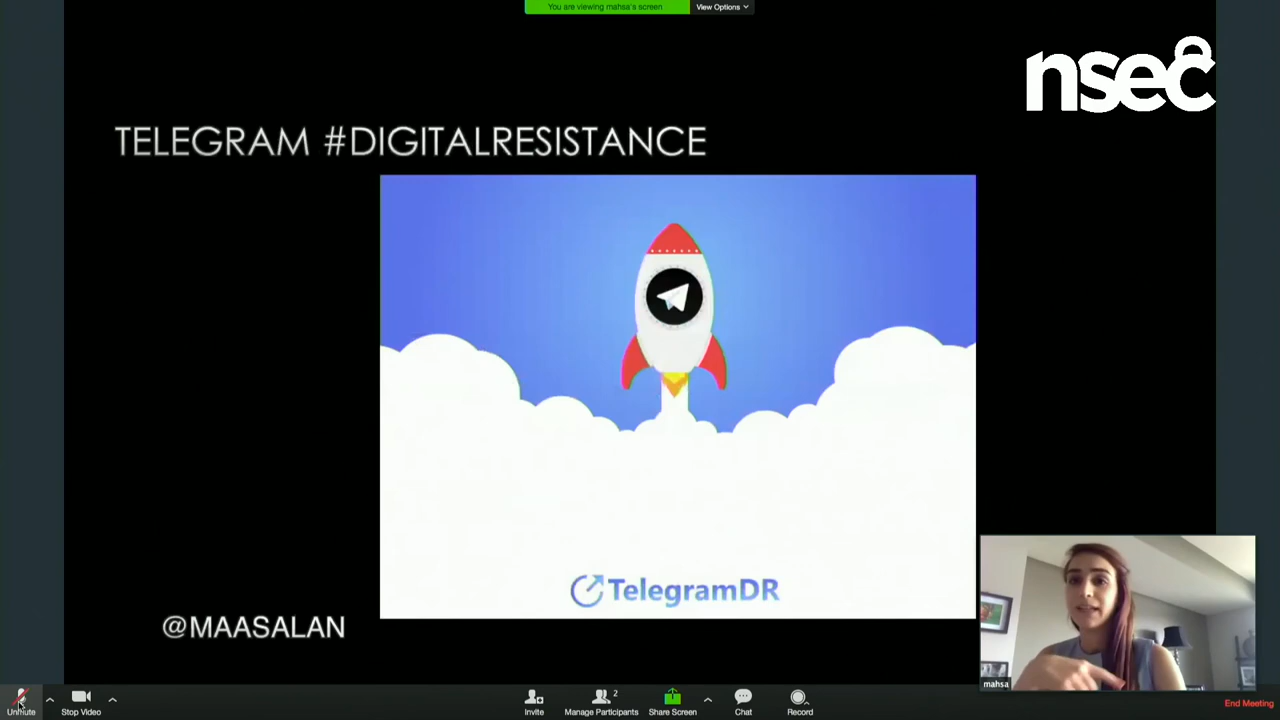 You are viewing mahsa's screen
View Options
nsec
TELEGRAM #DIGITALRESISTANCE
TelegramDR
@MAASALAN
mahsa
Unmute
Stop Video
Invite
2
Manage Participants
Share Screen
Chat
Record
End Meeting